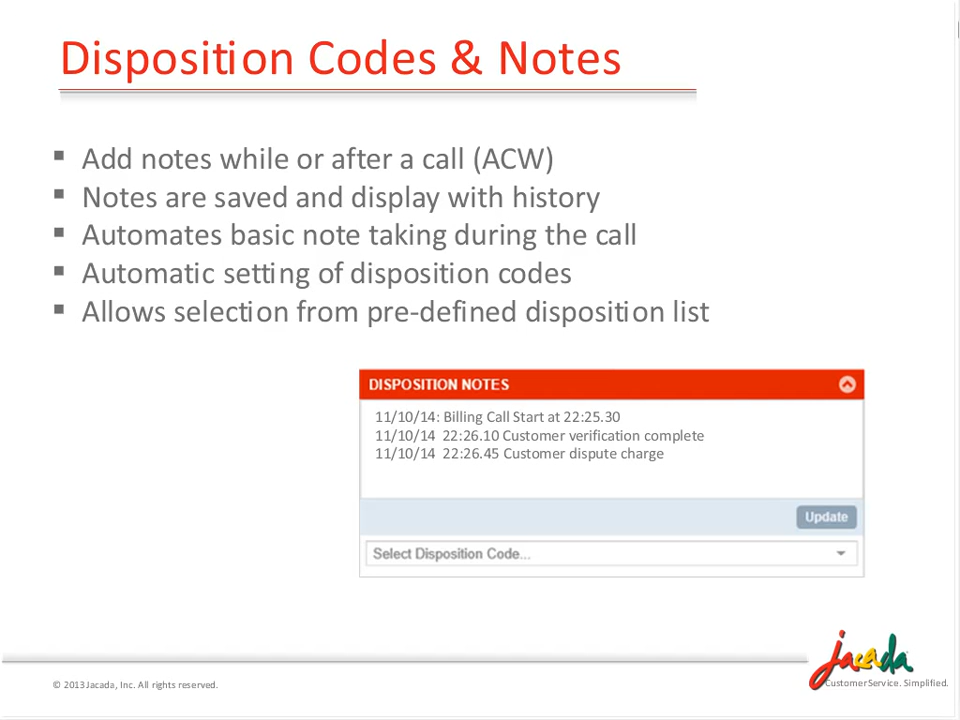 Disposition Codes & Notes
▪ Add notes while or after a call (ACW)
▪ Notes are saved and display with history
▪ Automates basic note taking during the call
▪ Automatic setting of disposition codes
▪ Allows selection from pre-defined disposition list
DISPOSITION NOTES
11/10/14: Billing Call Start at 22:25.30
11/10/14 22:26.10 Customer verification complete
11/10/14 22:26.45 Customer dispute charge
Update
Select Disposition Code...
jacada
© 2013 Jacada, Inc. All rights reserved.
CustomerService. Simplified.